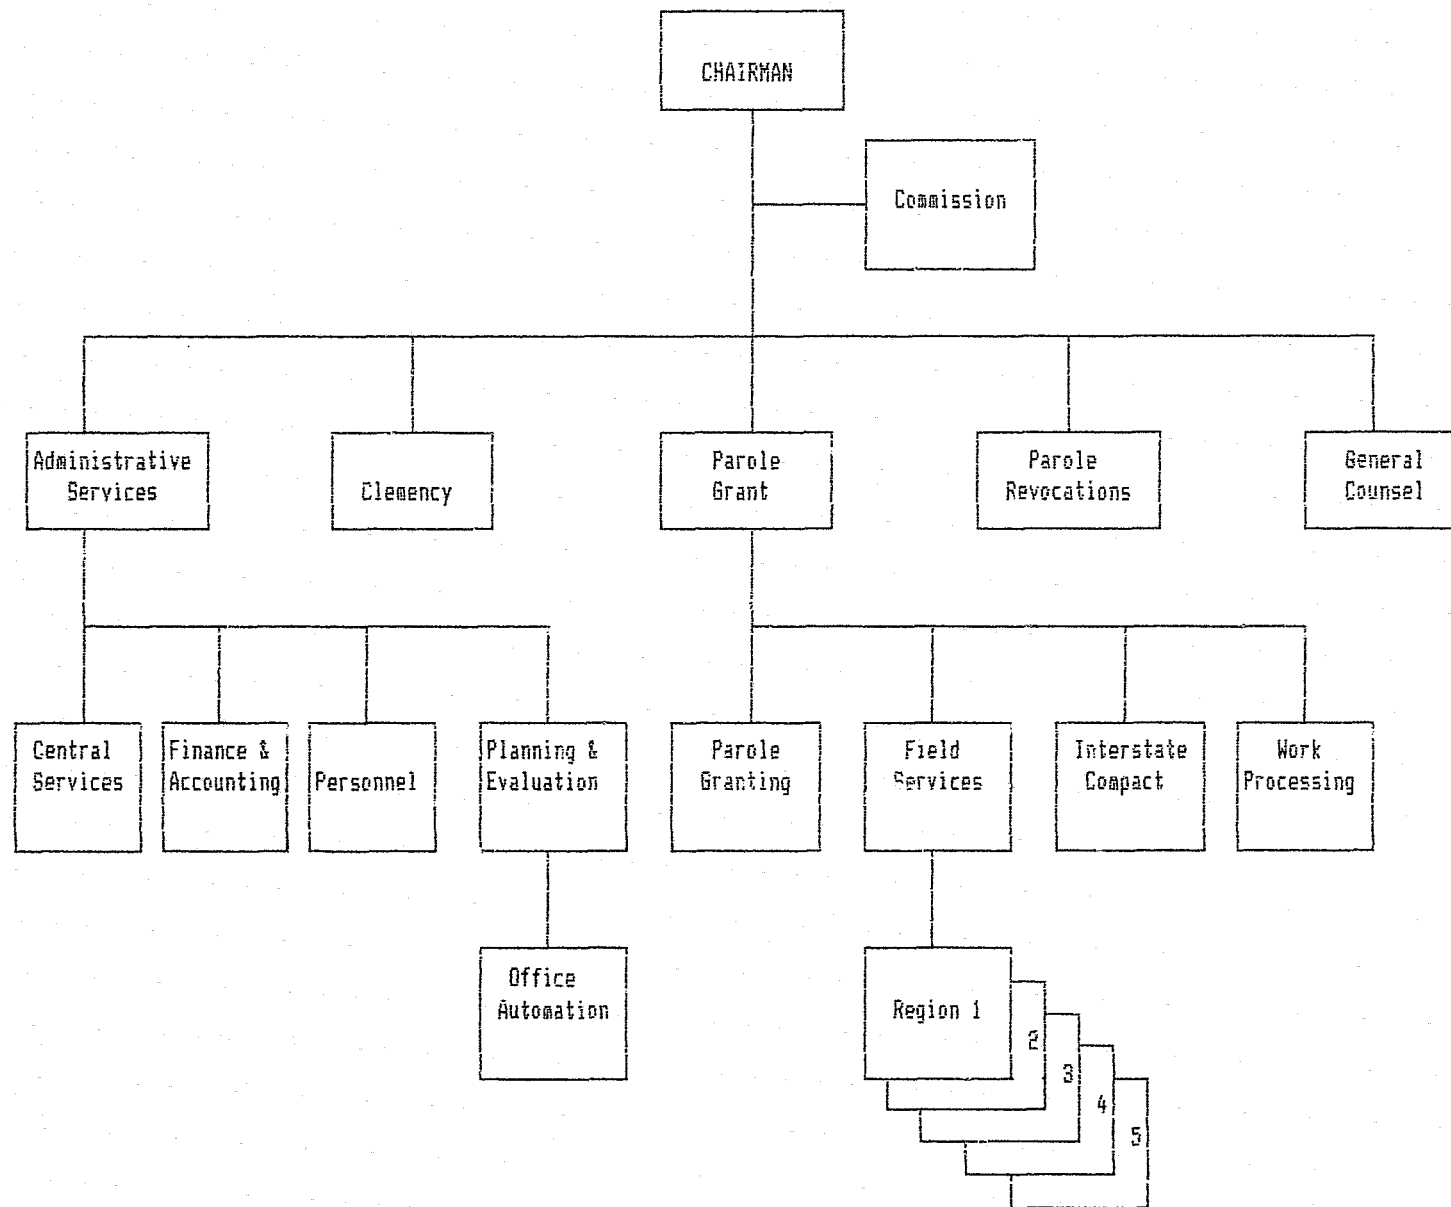 CHAIRMAN
Commission
Administrative
Services
Clemency
Parole
Grant
Parole
Revocations
General
Counsel
Central
Services
Finance &
Accounting
Personnel
Planning &
Evaluation
Parole
Granting
Field
Services
Interstate
Compact
Work
Processing
Office
Automation
Region 1
2
3
4
5